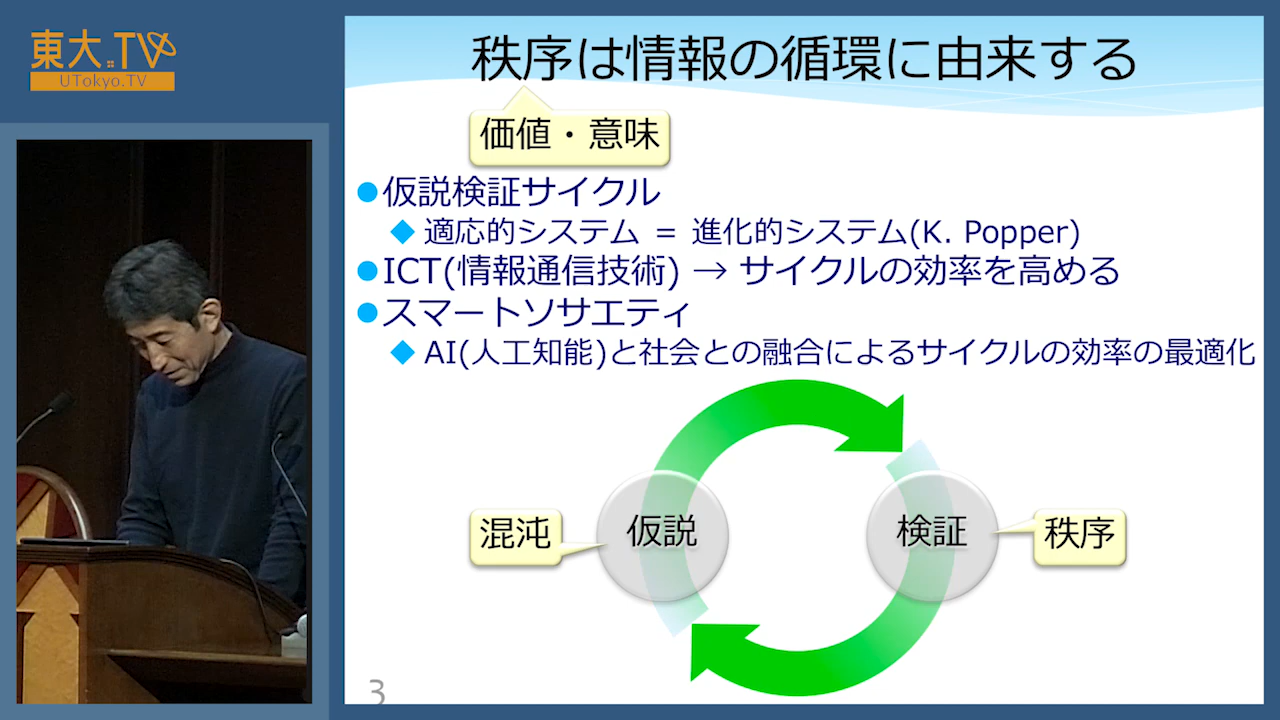 東大.TV
UTokyo.TV
秩序は情報の循環に由来する
価値・意味
●仮説検証サイクル
◆適応的システム = 進化的システム(K. Popper)
●ICT(情報通信技術) → サイクルの効率を高める
●スマートソサエティ
◆AI(人工知能)と社会との融合によるサイクルの効率の最適化
混沌
仮説
検証
秩序
3